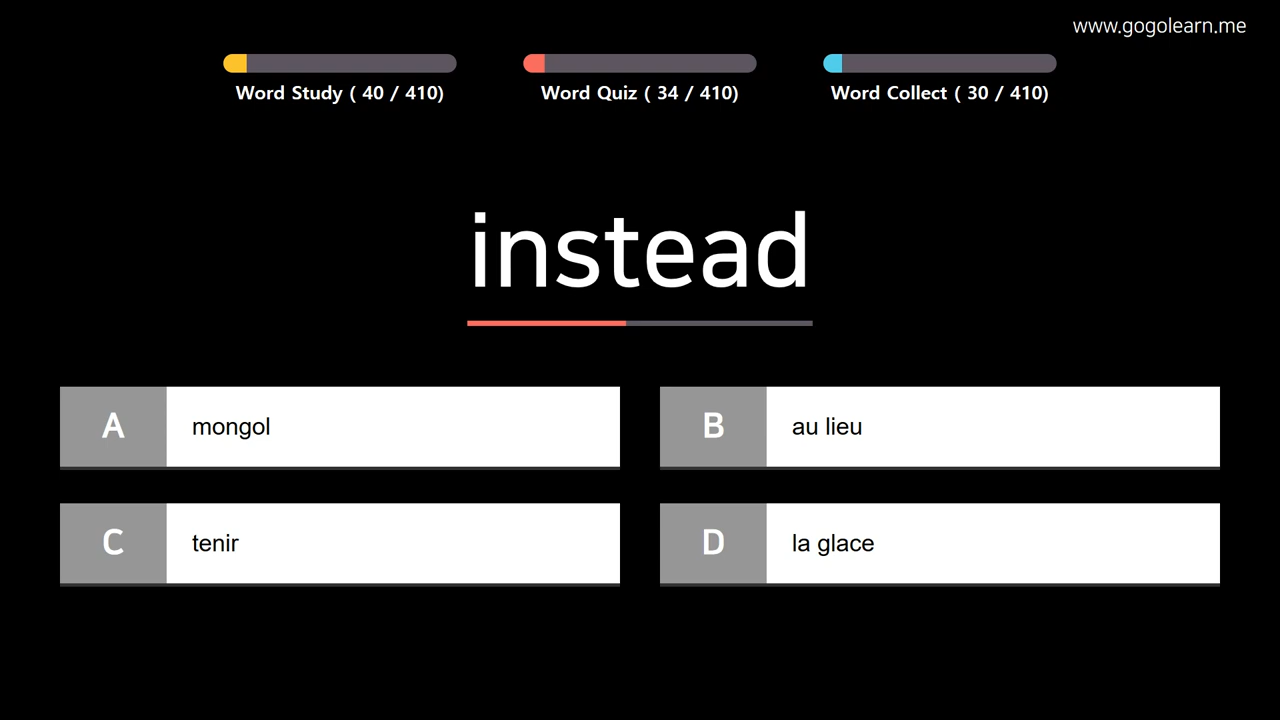 www.gogolearn.me
Word Study ( 40 / 410)
Word Quiz ( 34 / 410)
Word Collect ( 30 / 410)
instead
A mongol
B au lieu
C tenir
D la glace